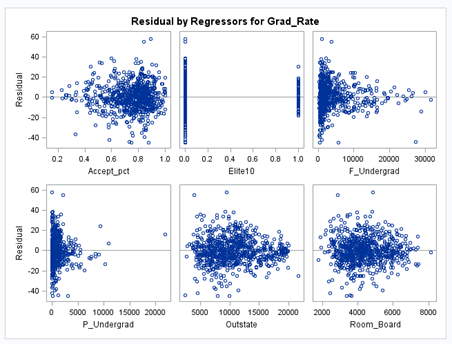 Residual by Regressors for Grad_Rate
Residual
60
40
20
0
-20
-40
0.2 0.4 0.6 0.8 1.0
Accept_pct
0.0 0.2 0.4 0.6 0.8 1.0
Elite10
0 10000 20000 30000
F_Undergrad
Residual
60
40
20
0
-20
-40
0 5000 10000 15000 20000
P_Undergrad
5000 10000 15000 20000
Outstate
2000 4000 6000 8000
Room_Board